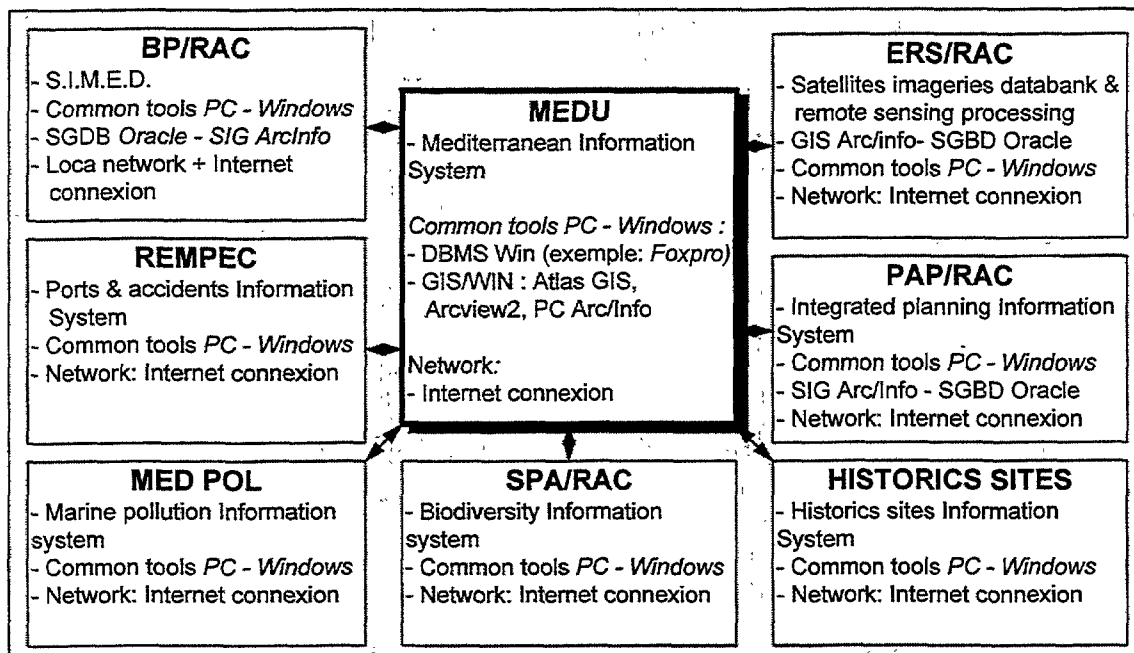 BP/RAC
- S.I.M.E.D.
- Common tools PC - Windows
- SGDB Oracle - SIG ArcInfo
- Loca network + Internet
connexion
REMPEC
- Ports & accidents Information
System
- Common tools PC - Windows
- Network: Internet connexion
MED POL
- Marine pollution Information
system
- Common tools PC - Windows
- Network: Internet connexion
MEDU
- Mediterranean Information
System
Common tools PC - Windows :
- DBMS Win (exemple: Foxpro)
- GIS/WIN : Atlas GIS,
Arcview2, PC Arc/Info
Network:
- Internet connexion
SPA/RAC
- Biodiversity Information
system
- Common tools PC - Windows
- Network: Internet connexion
ERS/RAC
- Satellites imageries databank &
remote sensing processing
- GIS Arc/info- SGBD Oracle
- Common tools PC - Windows
- Network: Internet connexion
PAP/RAC
- Integrated planning Information
System
- Common tools PC - Windows
- SIG Arc/Info - SGBD Oracle
- Network: Internet connexion
HISTORICS SITES
- Historics sites Information
System
- Common tools PC - Windows
- Network: Internet connexion